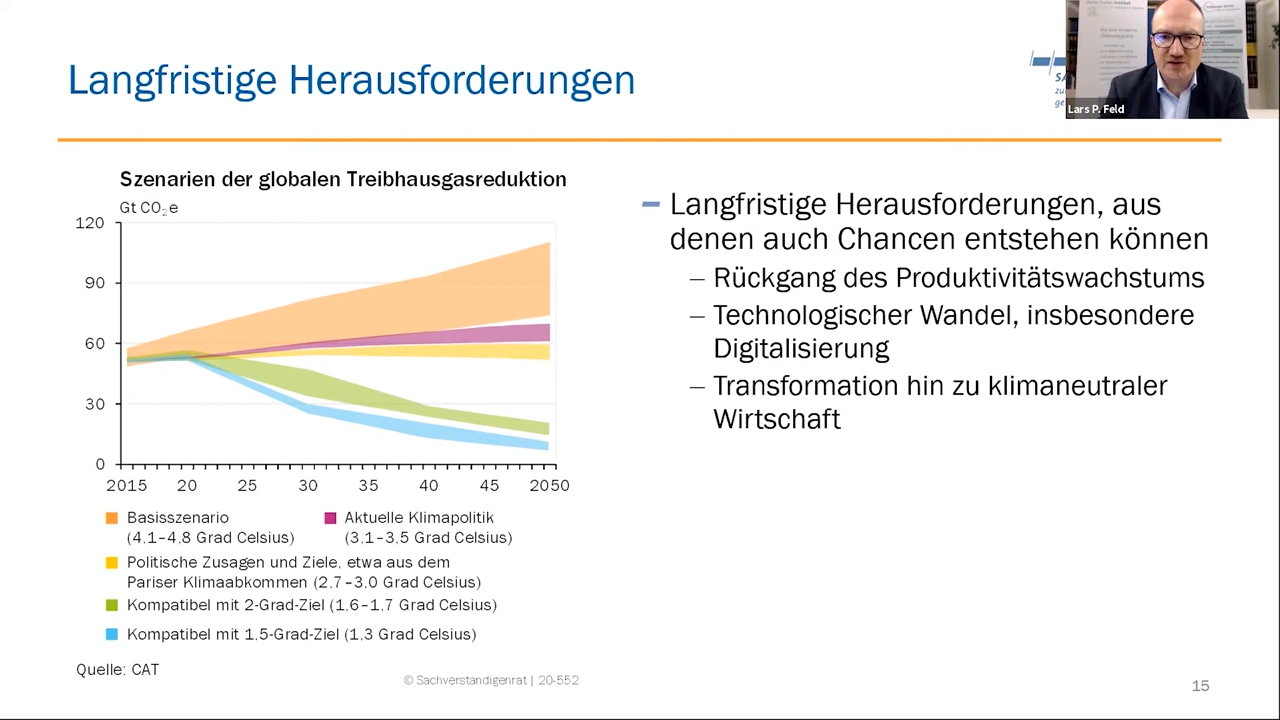 Langfristige Herausforderungen
SA
zu
ge
Lars P. Feld
Szenarien der globalen Treibhausgasreduktion
Gt CO₂e
120
90
60
30
0
2015 20 25 30 35 40 45 2050
Basisszenario
(4,1–4,8 Grad Celsius)
Aktuelle Klimapolitik
(3,1–3,5 Grad Celsius)
Politische Zusagen und Ziele, etwa aus dem
Pariser Klimaabkommen (2,7–3,0 Grad Celsius)
Kompatibel mit 2-Grad-Ziel (1,6–1,7 Grad Celsius)
Kompatibel mit 1,5-Grad-Ziel (1,3 Grad Celsius)
Quelle: CAT
© Sachverständigenrat | 20-552
– Langfristige Herausforderungen, aus
denen auch Chancen entstehen können
– Rückgang des Produktivitätswachstums
– Technologischer Wandel, insbesondere
Digitalisierung
– Transformation hin zu klimaneutraler
Wirtschaft
15